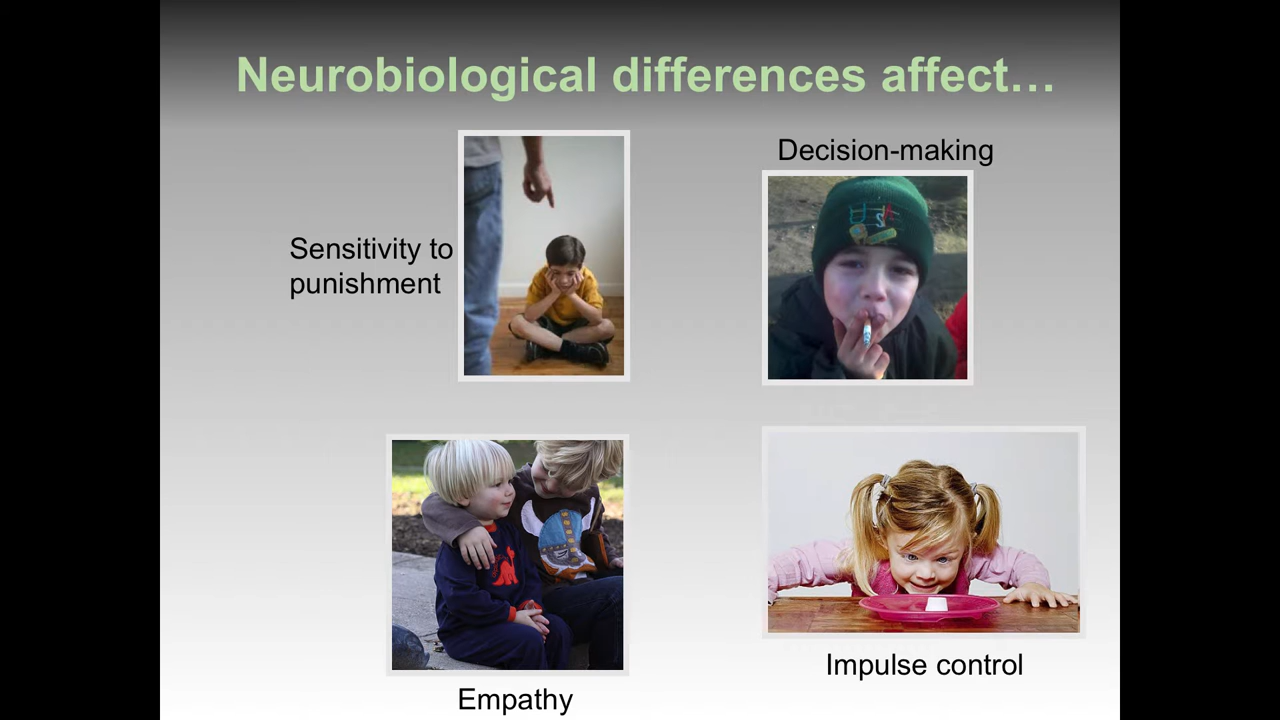 Neurobiological differences affect…
Decision-making
Sensitivity to
punishment
Empathy
Impulse control